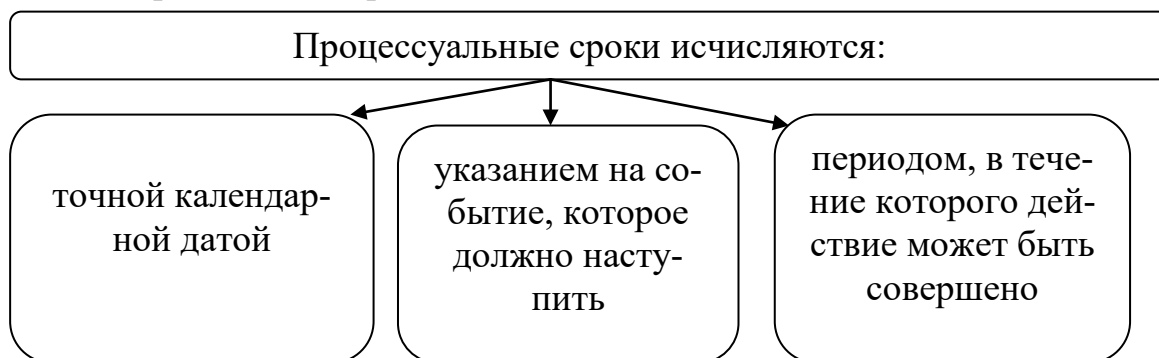 Процессуальные сроки исчисляются:
точной календар-
ной датой
указанием на со-
бытие, которое
должно насту-
пить
периодом, в тече-
ние которого дей-
ствие может быть
совершено